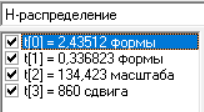 H-распределение
t[0] = 2,43512 формы
t[1] = 0,336823 формы
t[2] = 134,423 масштаба
t[3] = 860 сдвига